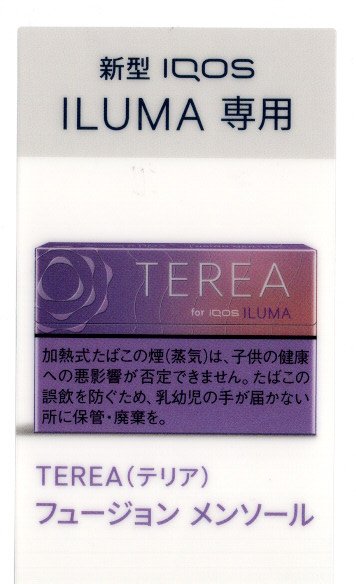 新型 IQOS
ILUMA 専用
TEREA
for IQOS ILUMA
加熱式たばこの煙(蒸気)は、子供の健康
への悪影響が否定できません。たばこの
誤飲を防ぐため、乳幼児の手が届かない
所に保管・廃棄を。
TEREA(テリア)
フュージョン メンソール